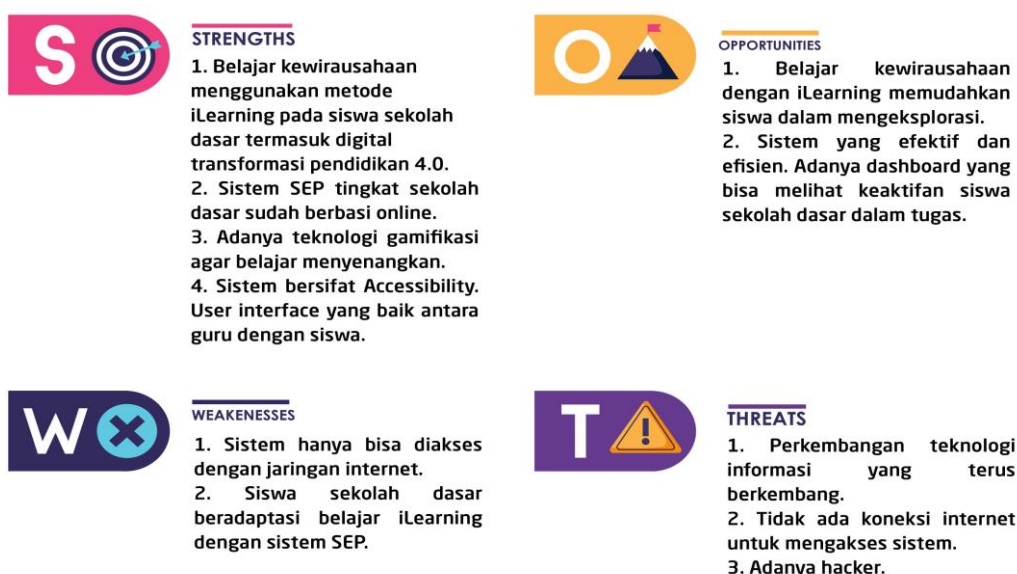 S
STRENGTHS
1. Belajar kewirausahaan
menggunakan metode
iLearning pada siswa sekolah
dasar termasuk digital
transformasi pendidikan 4.0.
2. Sistem SEP tingkat sekolah
dasar sudah berbasi online.
3. Adanya teknologi gamifikasi
agar belajar menyenangkan.
4. Sistem bersifat Accessibility.
User interface yang baik antara
guru dengan siswa.
O
OPPORTUNITIES
1. Belajar kewirausahaan
dengan iLearning memudahkan
siswa dalam mengeksplorasi.
2. Sistem yang efektif dan
efisien. Adanya dashboard yang
bisa melihat keaktifan siswa
sekolah dasar dalam tugas.
W
WEAKENESSES
1. Sistem hanya bisa diakses
dengan jaringan internet.
2. Siswa sekolah dasar
beradaptasi belajar iLearning
dengan sistem SEP.
T
THREATS
1. Perkembangan teknologi
informasi yang terus
berkembang.
2. Tidak ada koneksi internet
untuk mengakses sistem.
3. Adanya hacker.